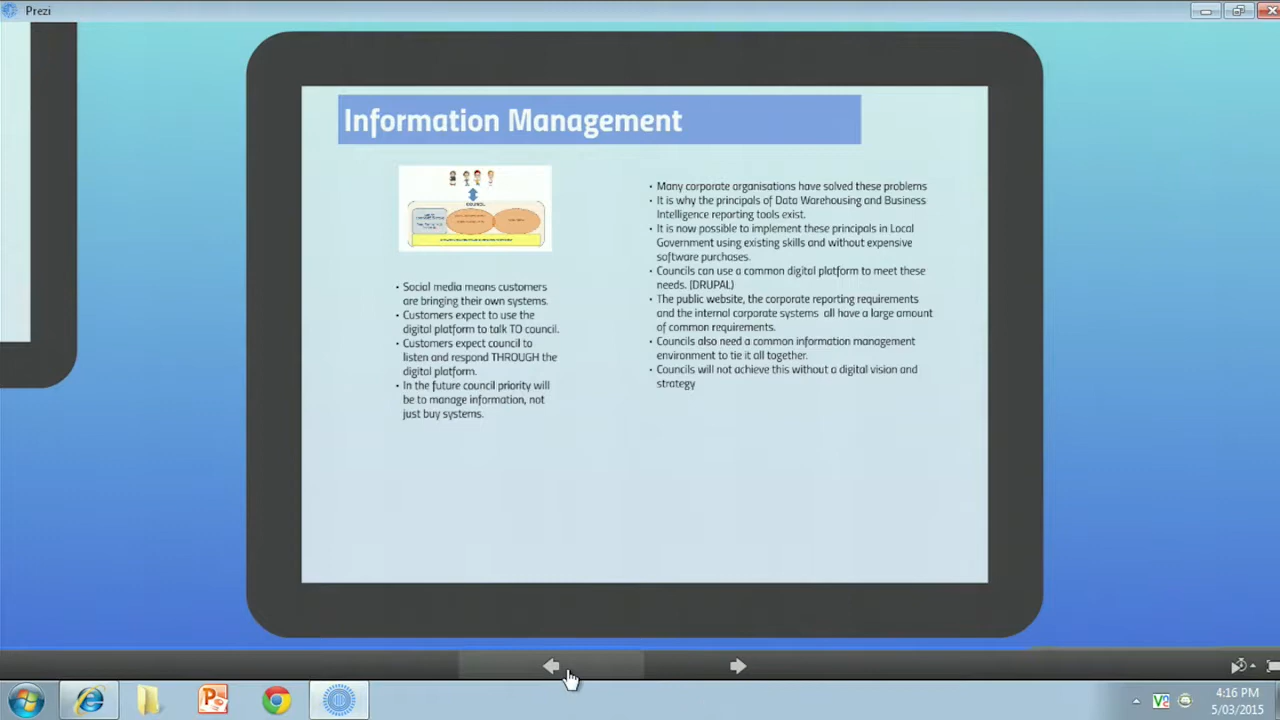 Prezi
Information Management
COUNCIL
• Social media means customers
are bringing their own systems.
• Customers expect to use the
digital platform to talk TO council.
• Customers expect council to
listen and respond THROUGH the
digital platform.
• In the future council priority will
be to manage information, not
just buy systems.
• Many corporate organisations have solved these problems
• It is why the principals of Data Warehousing and Business
Intelligence reporting tools exist.
• It is now possible to implement these principals in Local
Government using existing skills and without expensive
software purchases.
• Councils can use a common digital platform to meet these
needs. (DRUPAL)
• The public website, the corporate reporting requirements
and the internal corporate systems all have a large amount
of common requirements.
• Councils also need a common information management
environment to tie it all together.
• Councils will not achieve this without a digital vision and
strategy
4:16 PM
5/03/2015